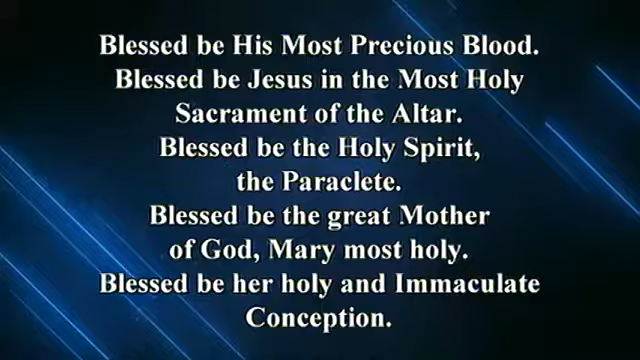 Blessed be His Most Precious Blood.
Blessed be Jesus in the Most Holy
Sacrament of the Altar.
Blessed be the Holy Spirit,
the Paraclete.
Blessed be the great Mother
of God, Mary most holy.
Blessed be her holy and Immaculate
Conception.